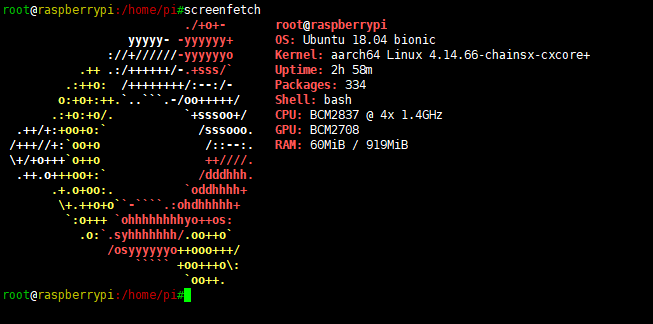 root@raspberrypi:/home/pi#screenfetch
./+o+- root@raspberrypi
yyyyy- -yyyyyy+ OS: Ubuntu 18.04 bionic
://+//////-yyyyyyo Kernel: aarch64 Linux 4.14.66-chainsx-cxcore+
.++ .:/++++++/-.+sss/` Uptime: 2h 58m
.:++o: /++++++++/:--:/- Packages: 334
o:+o+:++.`..```.-/oo+++++/ Shell: bash
.:+o:+o/. `+sssoo+/ CPU: BCM2837 @ 4x 1.4GHz
.++/+:+oo+o:` /sssooo. GPU: BCM2708
/+++//+:`oo+o /::--:. RAM: 60MiB / 919MiB
\+/+o+++`o++o ++////.
.++.o+++oo+:` /dddhhh.
.+.o+oo:. `oddhhhh+
\+.++o+o``-````.:ohdhhhhh+
`:o+++ `ohhhhhhhhyo++os:
.o:`.syhhhhhhh/.oo++o`
/osyyyyyyo++ooo+++/
````` +oo+++o\:
`oo++.
root@raspberrypi:/home/pi#